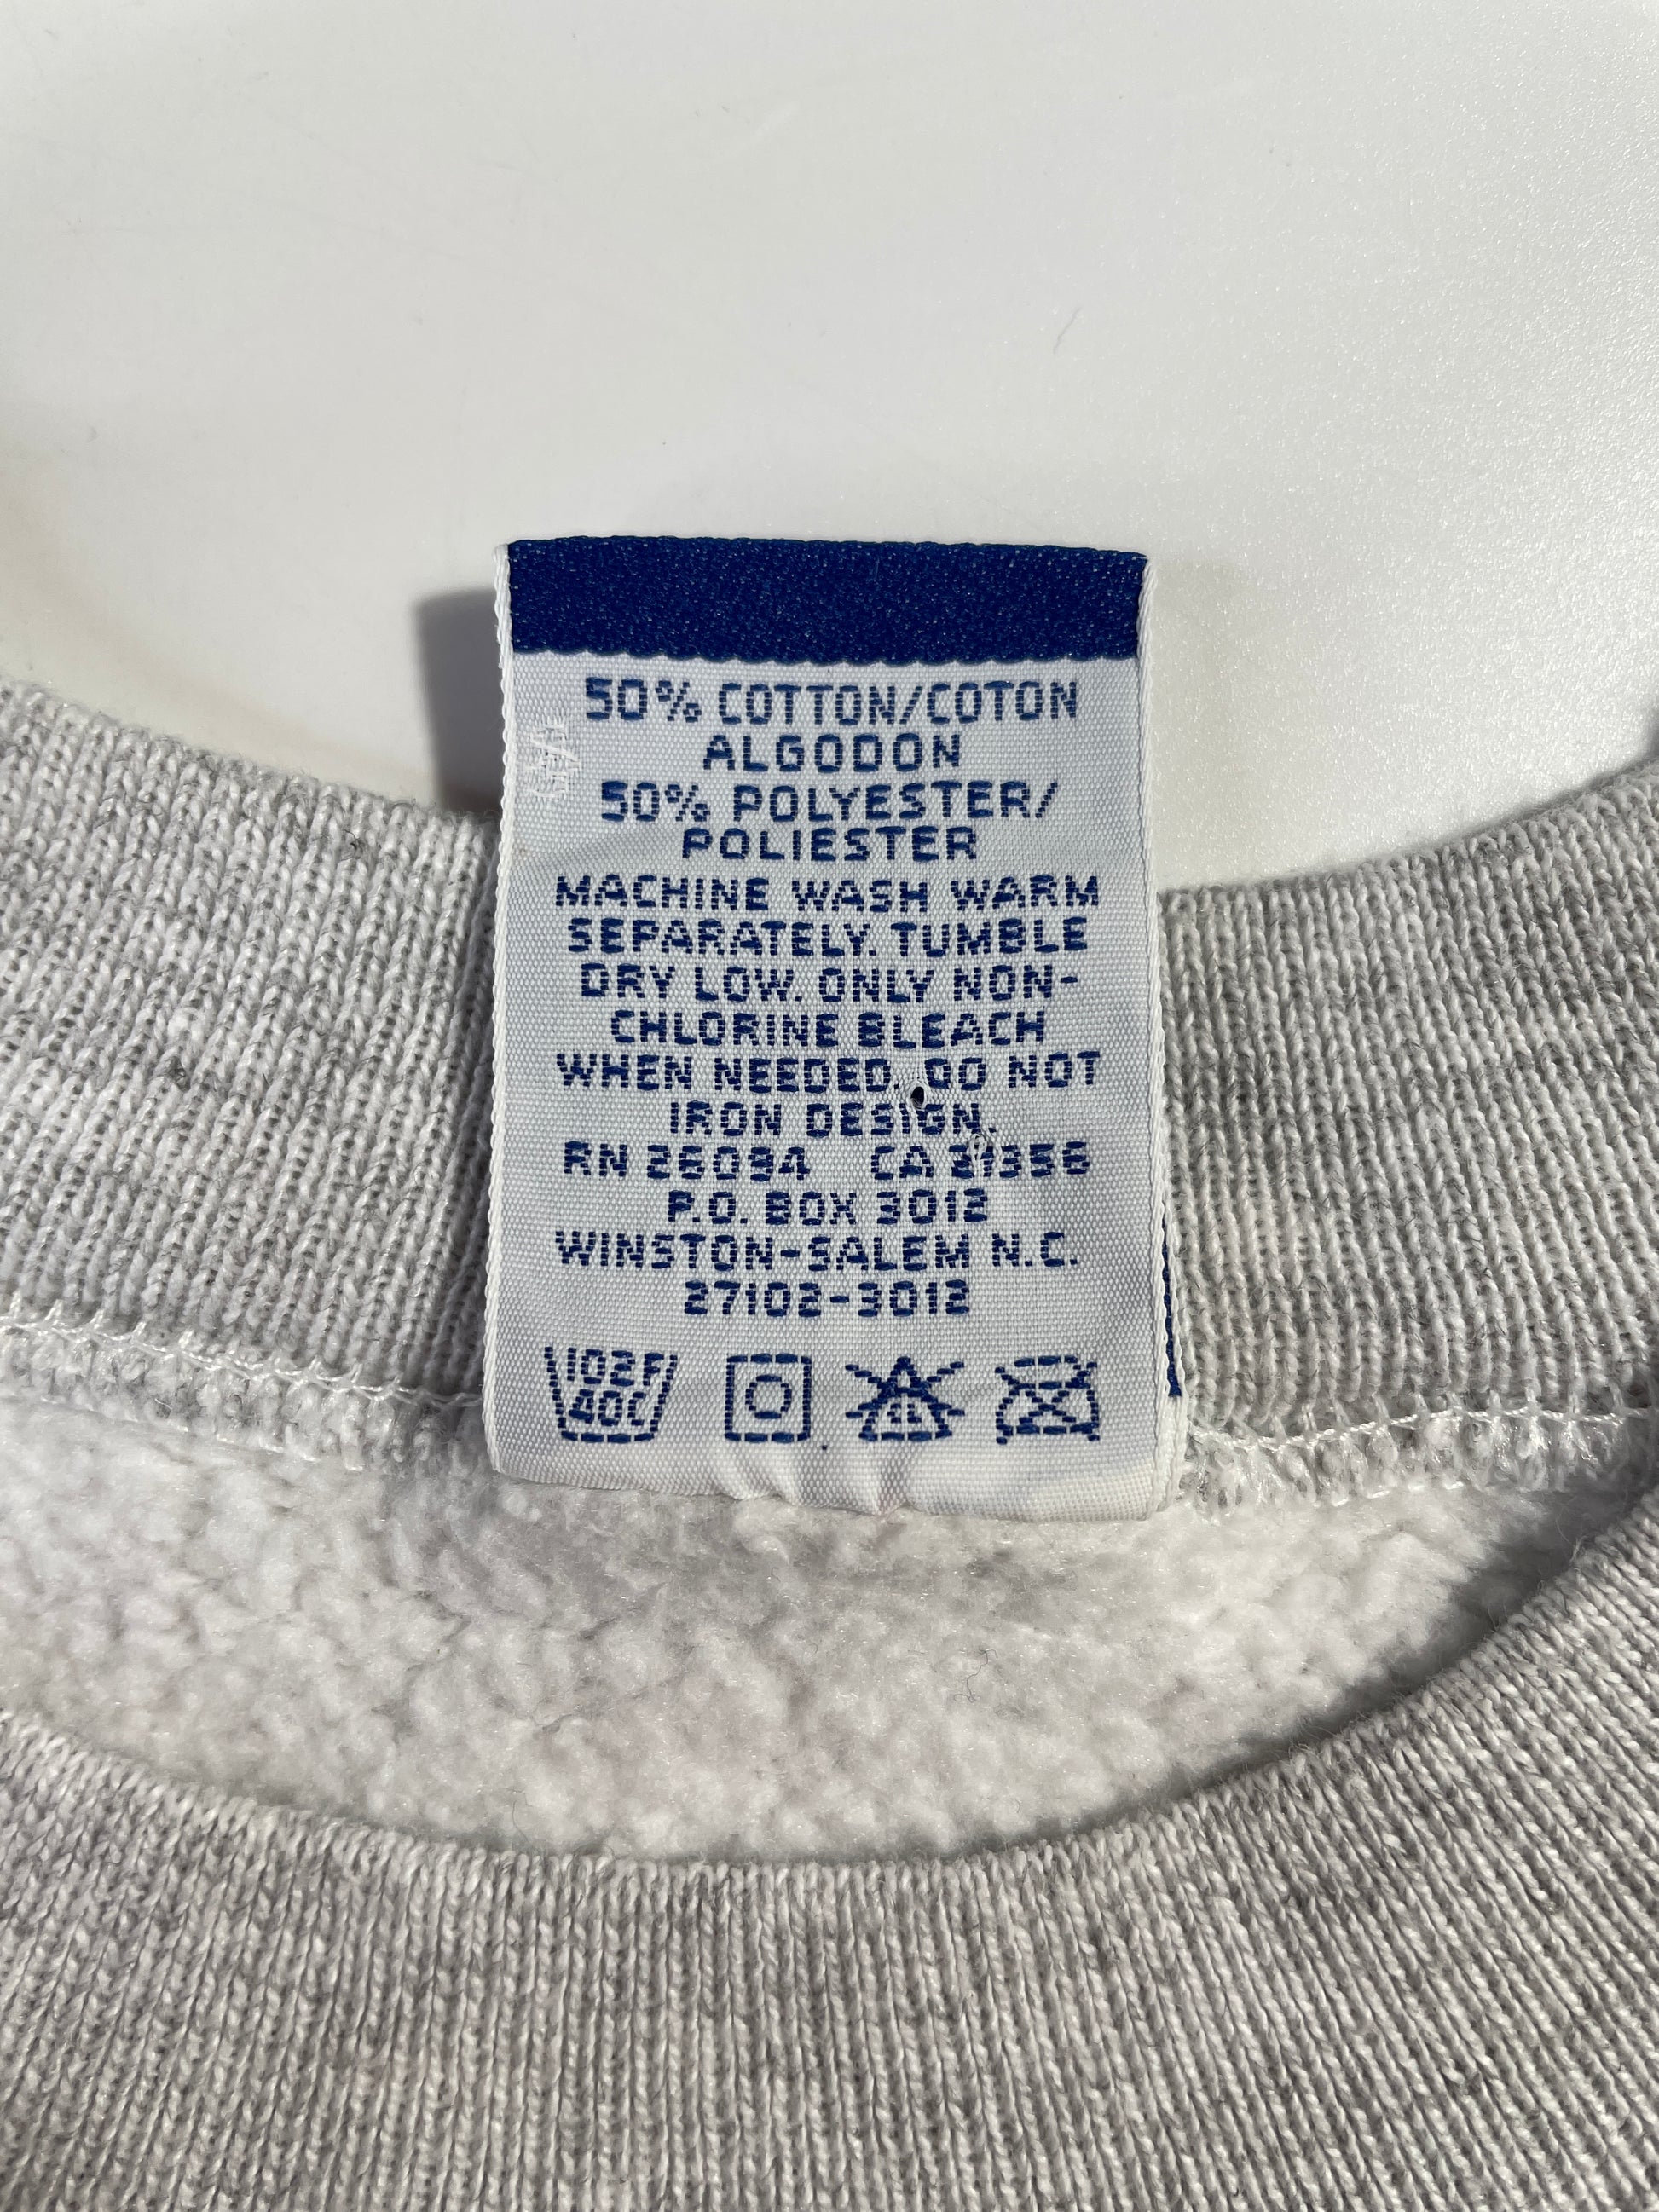 50% COTTON/COTON
ALGODON
50% POLYESTER/
POLIESTER
MACHINE WASH WARM
SEPARATELY. TUMBLE
DRY LOW. ONLY NON-
CHLORINE BLEACH
WHEN NEEDED. DO NOT
IRON DESIGN.
RN 26094 CA
P.O. BOX 3012
WINSTON-SALEM N.C.
27102-3012
102F
40C
CL